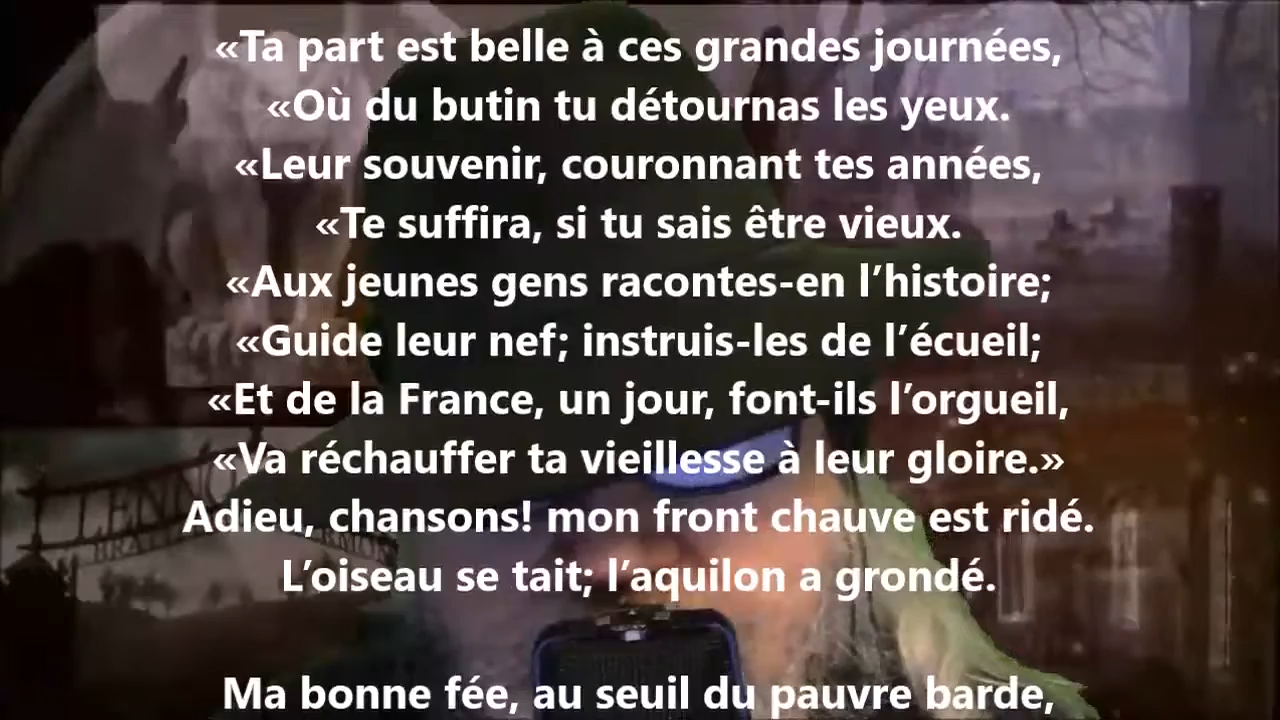 «Ta part est belle à ces grandes journées,
«Où du butin tu détournas les yeux.
«Leur souvenir, couronnant tes années,
«Te suffira, si tu sais être vieux.
«Aux jeunes gens racontes-en l’histoire;
«Guide leur nef; instruis-les de l’écueil;
«Et de la France, un jour, font-ils l’orgueil,
«Va réchauffer ta vieillesse à leur gloire.»
Adieu, chansons! mon front chauve est ridé.
L’oiseau se tait; l’aquilon a grondé.
Ma bonne fée, au seuil du pauvre barde,